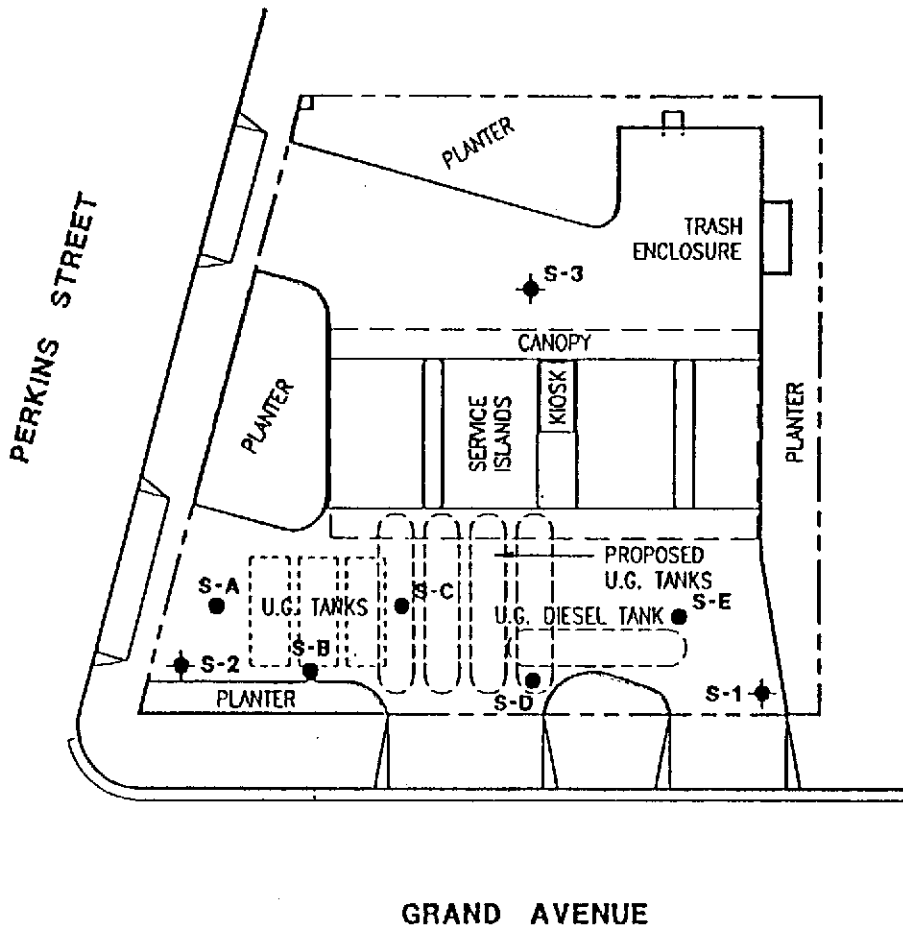 PLANTER
PERKINS STREET
TRASH
ENCLOSURE
S-3
CANOPY
PLANTER
SERVICE
ISLANDS
KIOSK
PLANTER
PROPOSED
U.G. TANKS
S-A
U.G. TANKS
S-C
U.G. DIESEL TANK
S-E
S-B
S-2
PLANTER
S-D
S-1
GRAND AVENUE